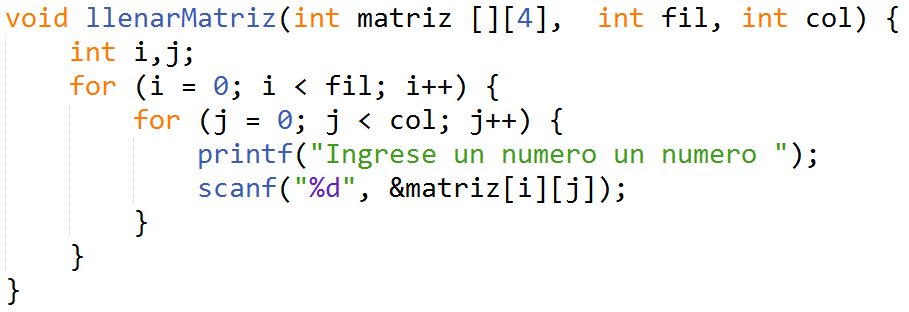 void llenarMatriz(int matriz [][4],  int fil, int col) {
    int i,j;
    for (i = 0; i < fil; i++) {
        for (j = 0; j < col; j++) {
            printf("Ingrese un numero un numero ");
            scanf("%d", &matriz[i][j]);
        }
    }
}